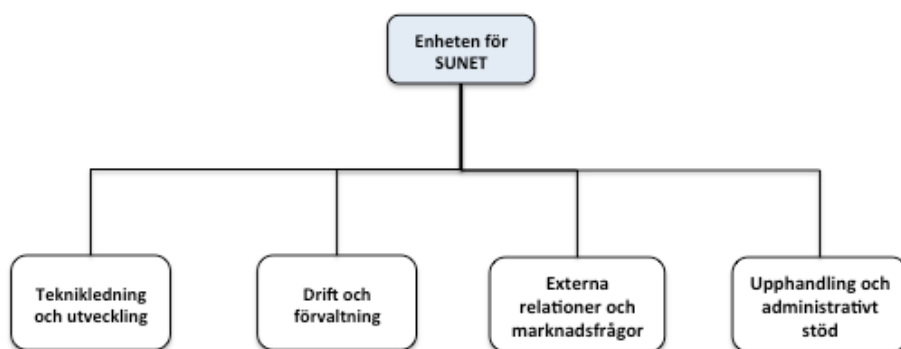 Enheten för
SUNET
Teknikledning
och utveckling
Drift och
förvaltning
Externa
relationer och
marknadsfrågor
Upphandling och
administrativt
stöd